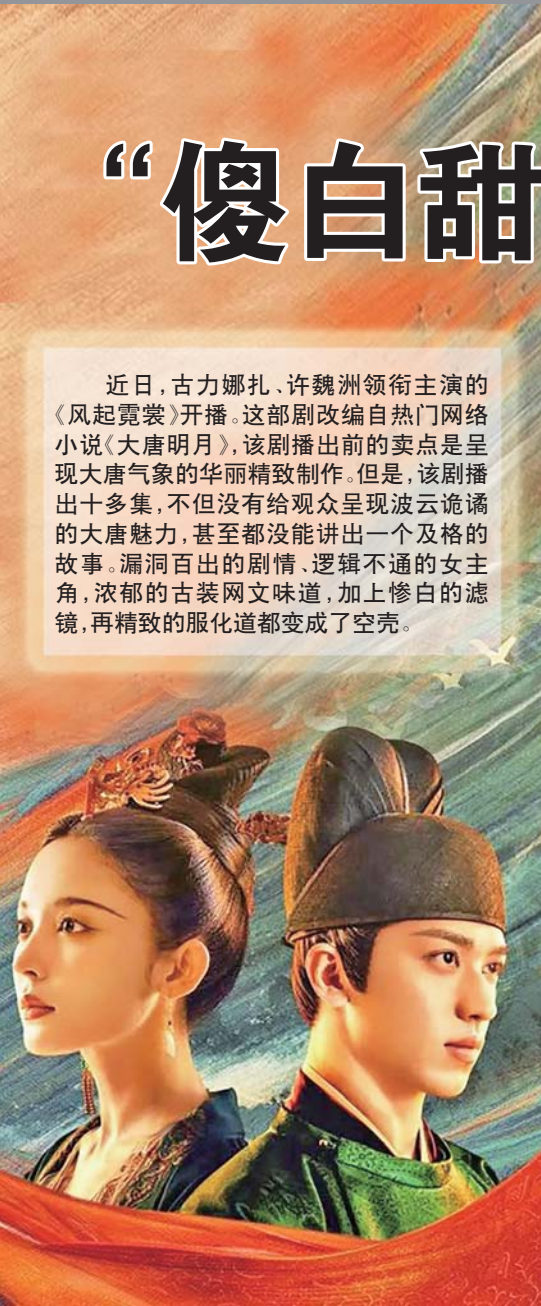 “傻白甜
近日,古力娜扎、许魏洲领衔主演的
《风起霓裳》开播。这部剧改编自热门网络
小说《大唐明月》,该剧播出前的卖点是呈
现大唐气象的华丽精致制作。但是,该剧播
出十多集,不但没有给观众呈现波云诡谲
的大唐魅力,甚至都没能讲出一个及格的
故事。漏洞百出的剧情、逻辑不通的女主
角,浓郁的古装网文味道,加上惨白的滤
镜,再精致的服化道都变成了空壳。